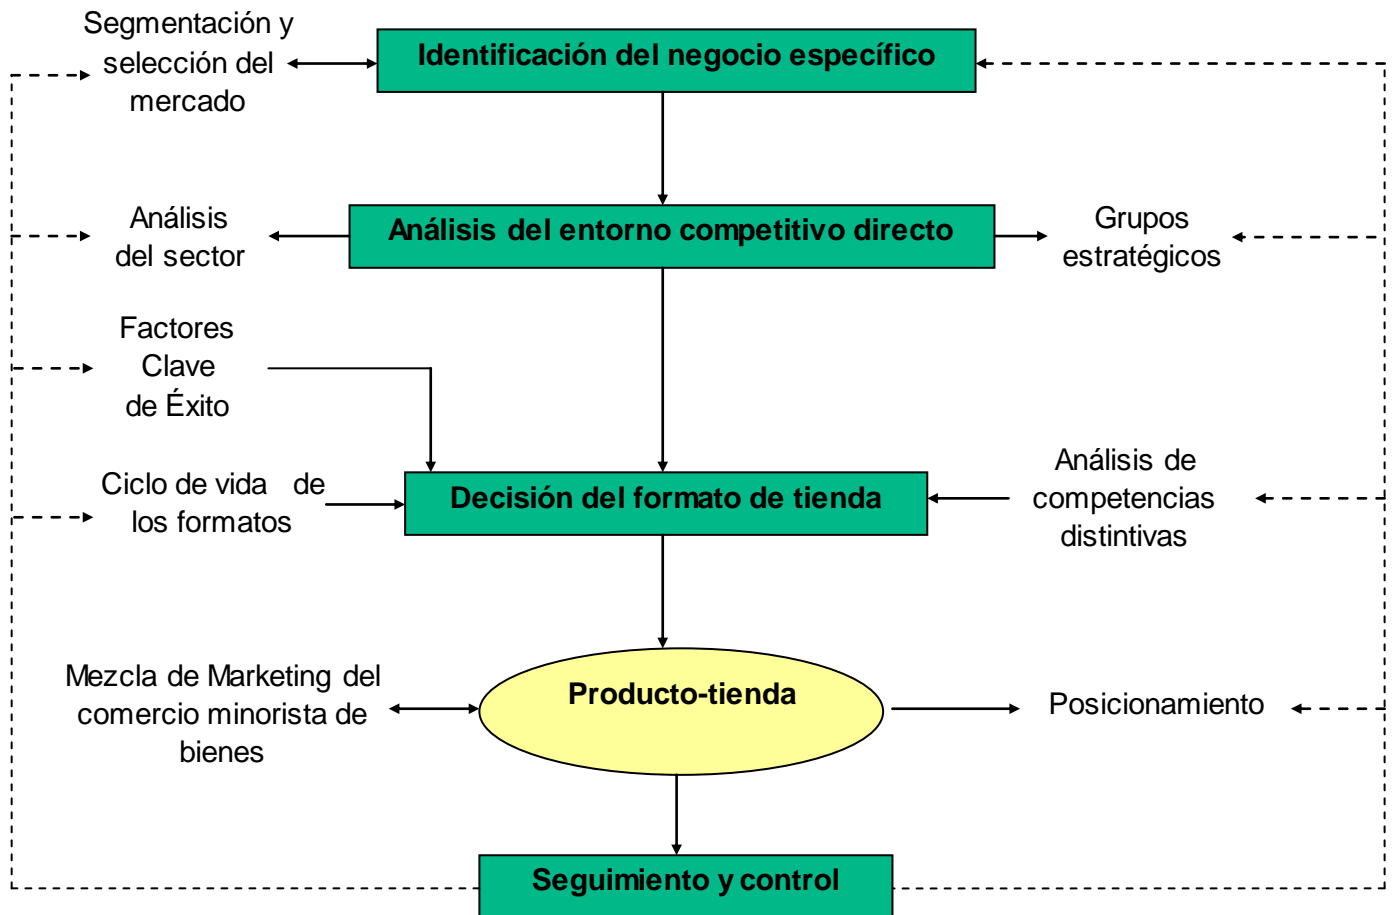 Segmentación y
selección del
mercado
Identificación del negocio específico
Análisis
del sector
Análisis del entorno competitivo directo
Grupos
estratégicos
Factores
Clave
de Éxito
Ciclo de vida de
los formatos
Decisión del formato de tienda
Análisis de
competencias
distintivas
Mezcla de Marketing del
comercio minorista de
bienes
Producto-tienda
Posicionamiento
Seguimiento y control